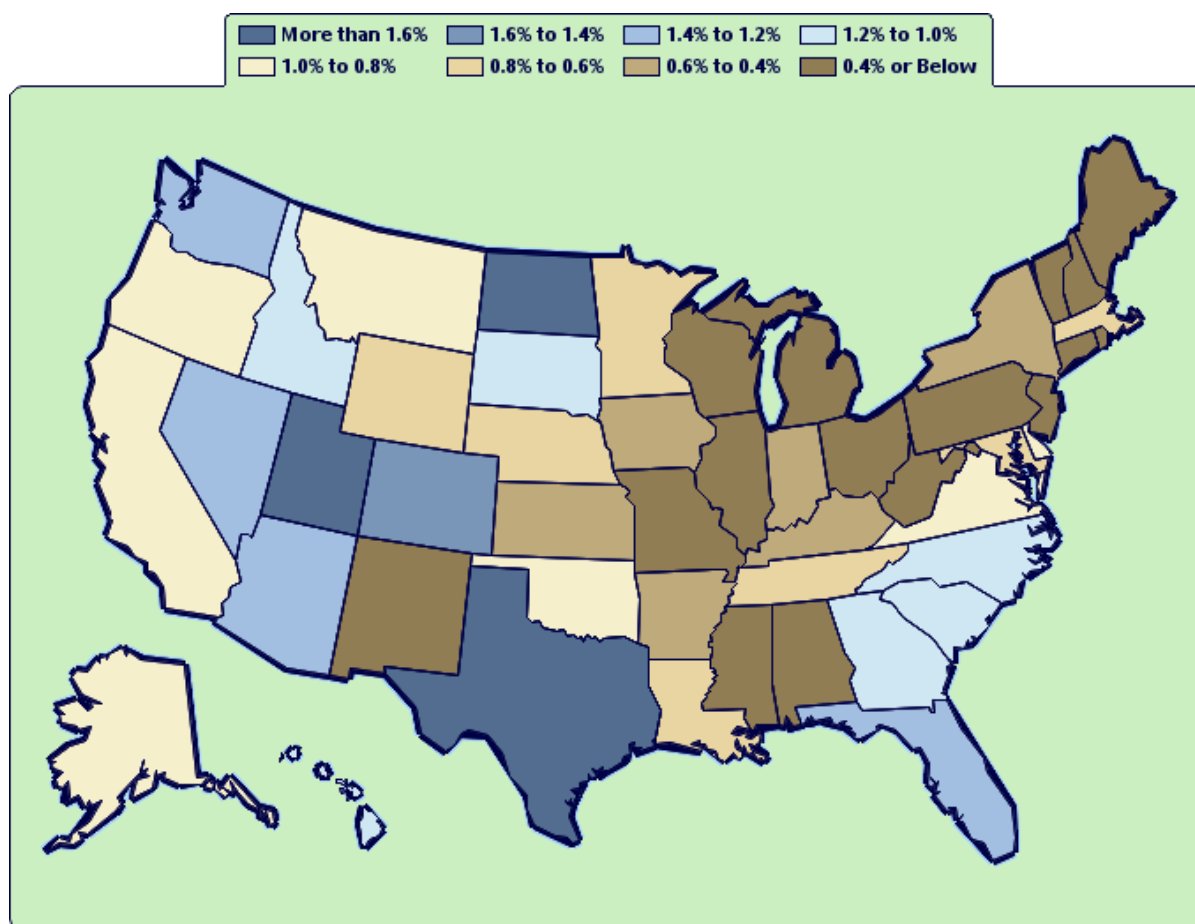 More than 1.6% 1.6% to 1.4% 1.4% to 1.2% 1.2% to 1.0%
1.0% to 0.8% 0.8% to 0.6% 0.6% to 0.4% 0.4% or Below